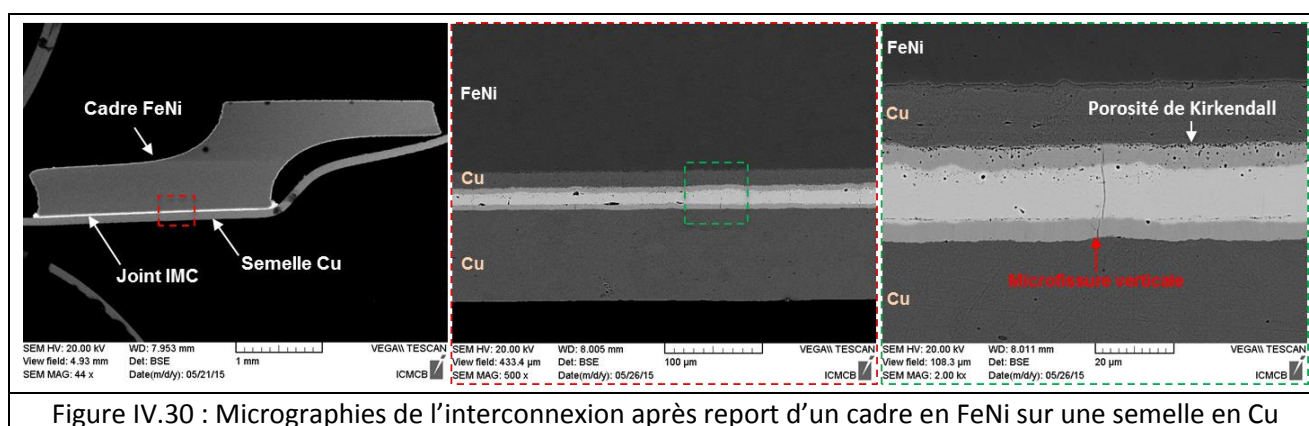 Cadre FeNi
Joint IMC
Semelle Cu
SEM HV: 20.00 kV WD: 7.953 mm VEGA\\ TESCAN
View field: 4.93 mm Det: BSE 1 mm
SEM MAG: 44 x Date(m/d/y): 05/21/15 ICMCB
FeNi
Cu
Cu
SEM HV: 20.00 kV WD: 8.005 mm VEGA\\ TESCAN
View field: 433.4 µm Det: BSE 100 µm
SEM MAG: 500 x Date(m/d/y): 05/26/15 ICMCB
FeNi
Cu
Porosité de Kirkendall
Microfissure verticale
Cu
SEM HV: 20.00 kV WD: 8.011 mm VEGA\\ TESCAN
View field: 108.3 µm Det: BSE 20 µm
SEM MAG: 2.00 kx Date(m/d/y): 05/26/15 ICMCB
Figure IV.30 : Micrographies de l’interconnexion après report d’un cadre en FeNi sur une semelle en Cu